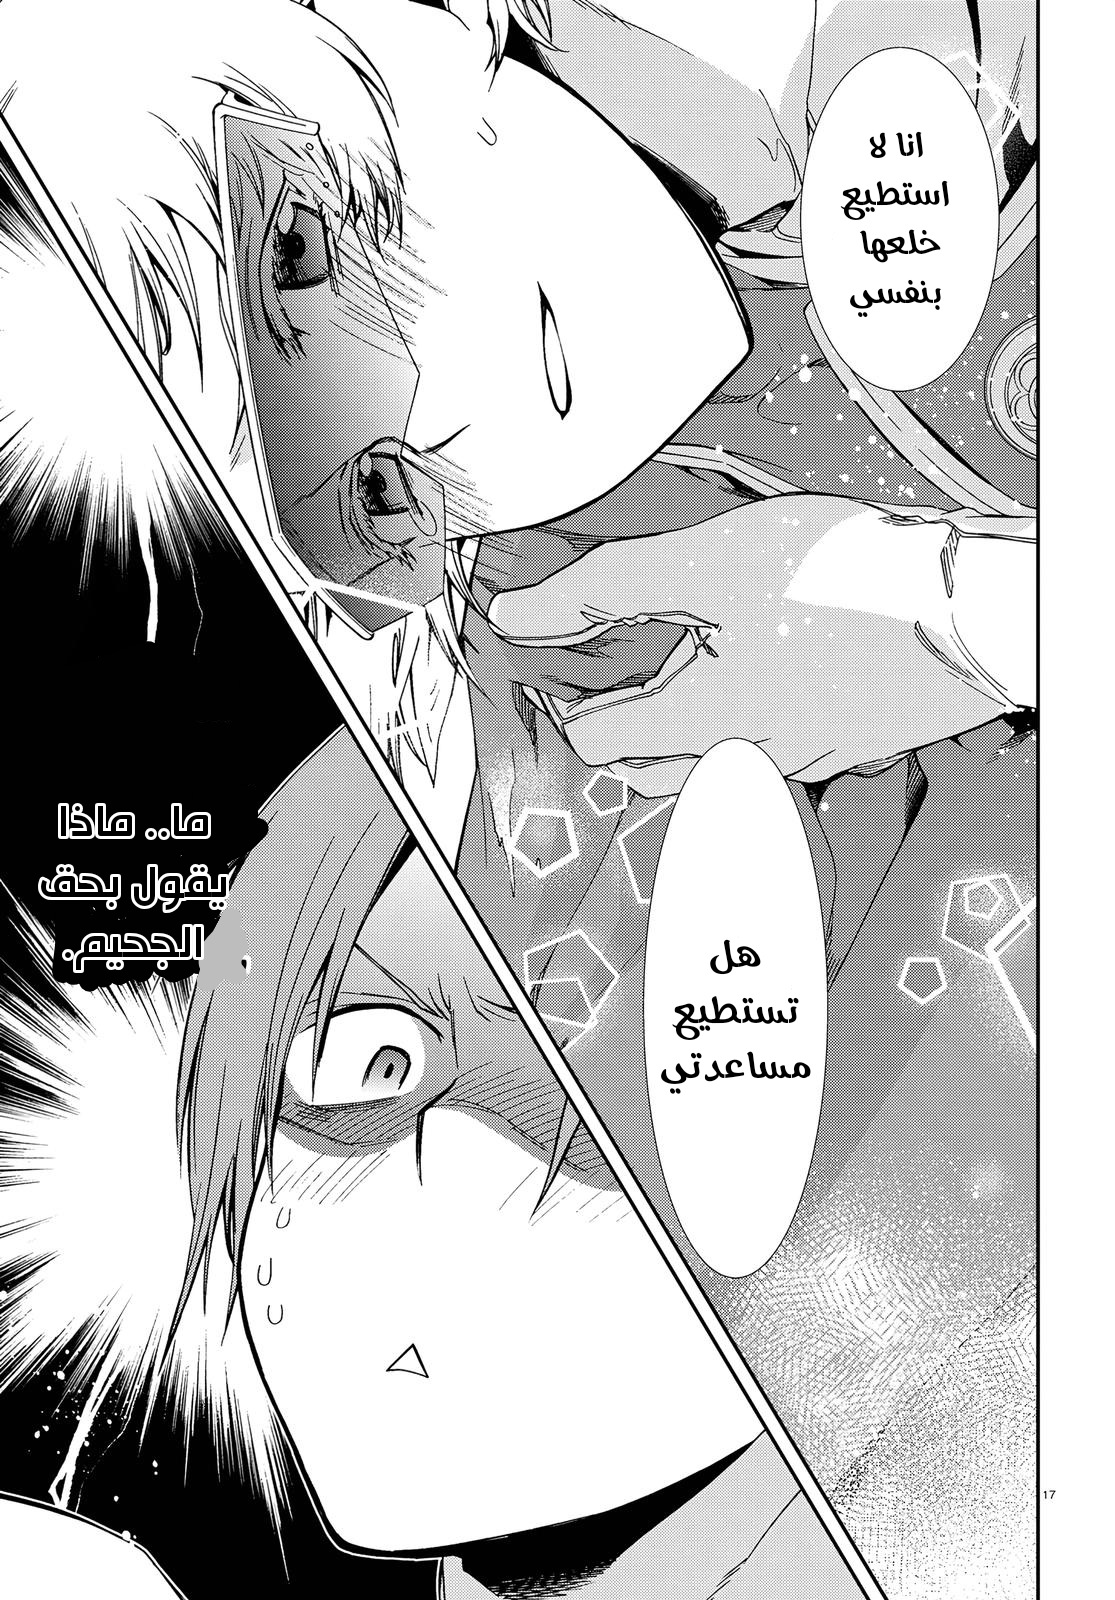 انا لا
استطيع
خلعها
بنفسي
هل
تستطيع
مساعدتي
ما.. ماذا
يقول بحق
الجحيم.
17